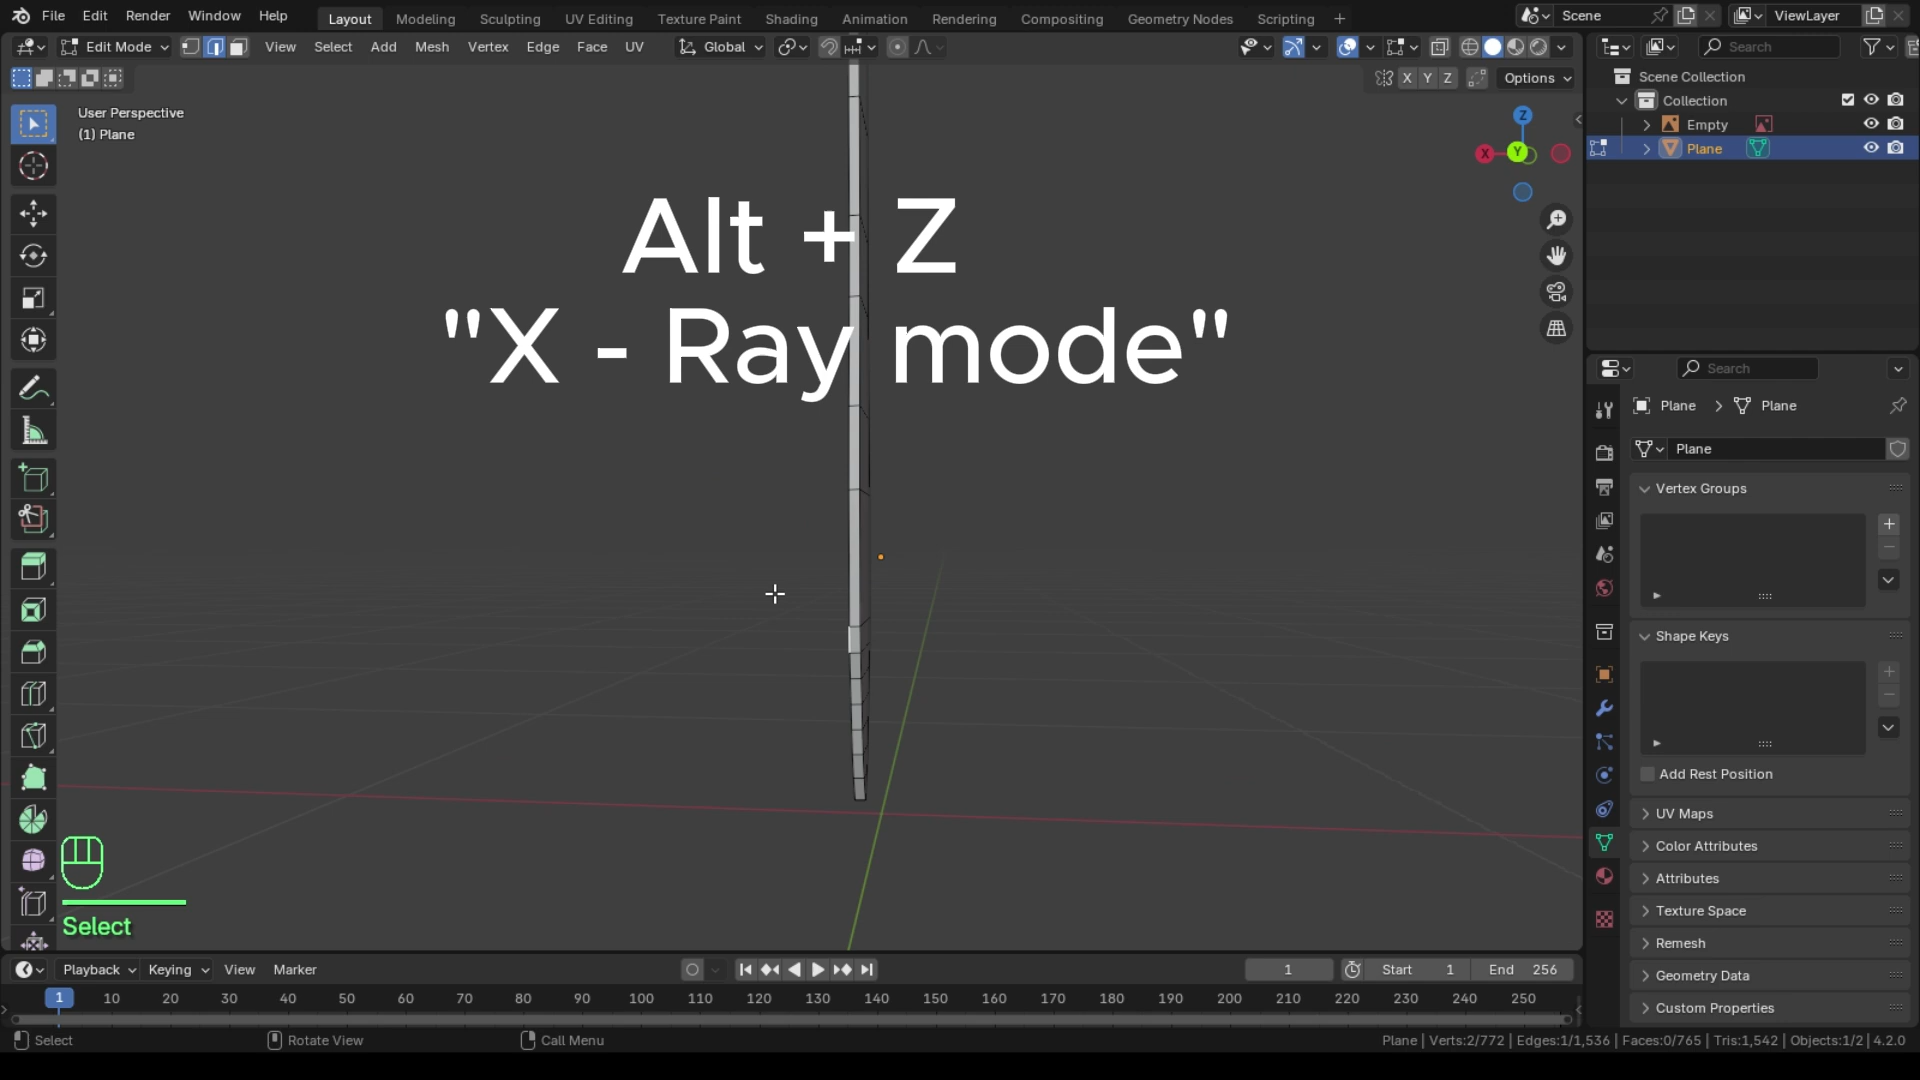 File Edit Render Window Help Layout Modeling Sculpting UV Editing Texture Paint Shading Animation Rendering Compositing Geometry Nodes Scripting + Scene ViewLayer
Edit Mode View Select Add Mesh Vertex Edge Face UV Global Search
X Y Z Options
User Perspective
(1) Plane
Z
X
Y
Alt + Z
"X - Ray mode"
Scene Collection
Collection
Empty
Plane
Search
Plane > Plane
Plane
Vertex Groups
Shape Keys
Add Rest Position
UV Maps
Color Attributes
Attributes
Texture Space
Remesh
Geometry Data
Custom Properties
Select
Playback Keying View Marker 1 Start 1 End 256
1 10 20 30 40 50 60 70 80 90 100 110 120 130 140 150 160 170 180 190 200 210 220 230 240 250
Select Rotate View Call Menu Plane | Verts:2/772 | Edges:1/1,536 | Faces:0/765 | Tris:1,542 | Objects:1/2 | 4.2.0